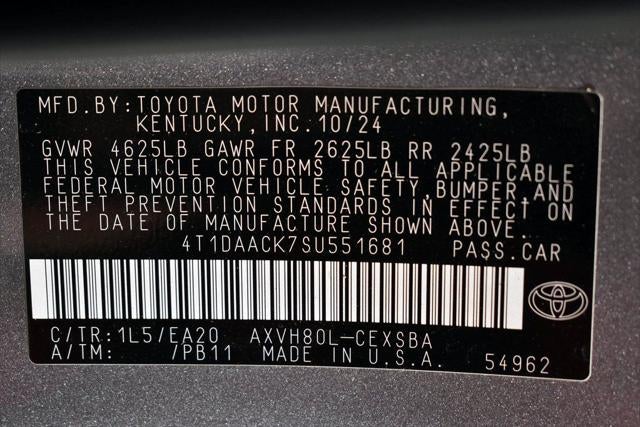 MFD.BY:TOYOTA MOTOR MANUFACTURING,
KENTUCKY,INC.10/24
GVWR 4625LB GAWR FR 2625LB RR 2425LB
THIS VEHICLE CONFORMS TO ALL APPLICABLE
FEDERAL MOTOR VEHICLE SAFETY,BUMPER,AND
THEFT PREVENTION STANDARDS IN EFFECT ON
THE DATE OF MANUFACTURE SHOWN ABOVE.
4T1DAACK7SU551681 PASS.CAR
C/TR:1L5/EA20 AXVH80L-CEXSBA
A/TM: /PB11 MADE IN U.S.A. 54962